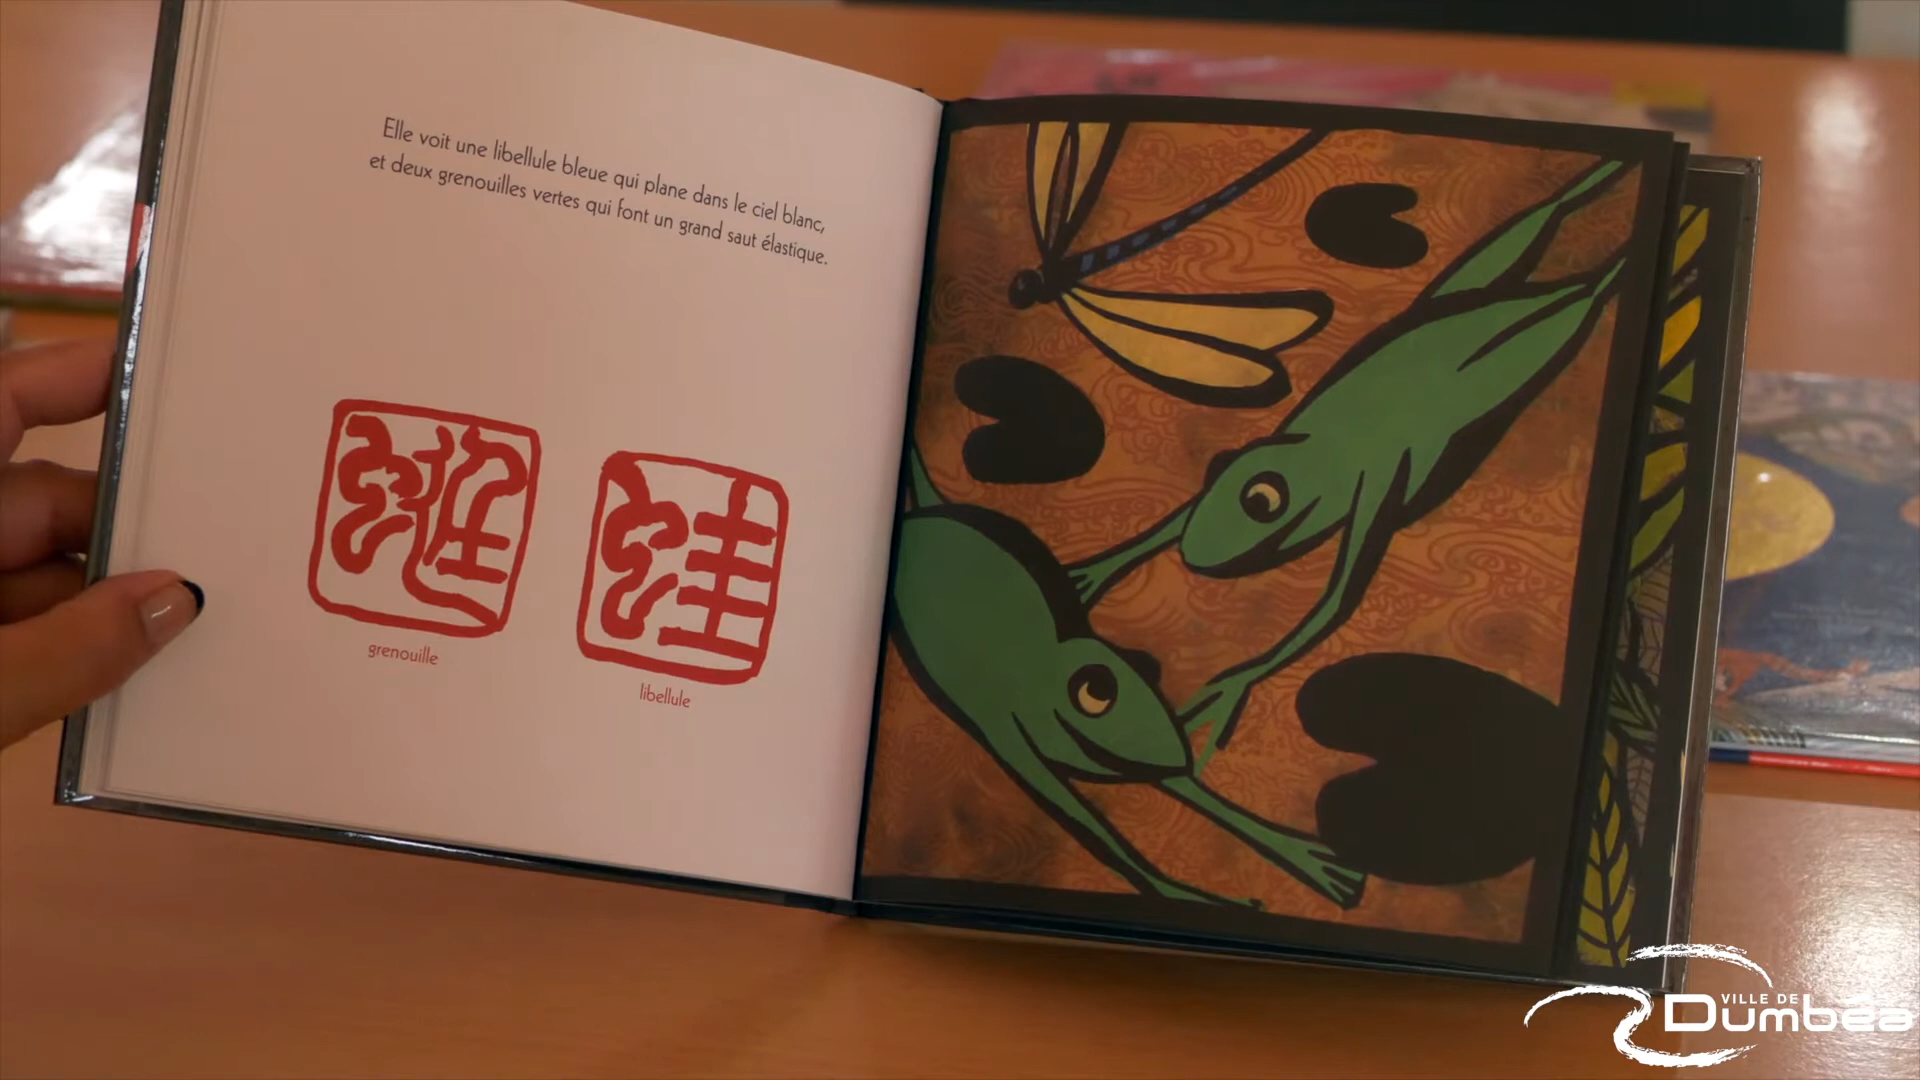 Elle voit une libellule bleue qui plane dans le ciel blanc,
et deux grenouilles vertes qui font un grand saut élastique.
蛙
grenouille
libellule
VILLE DE
Dumbéa